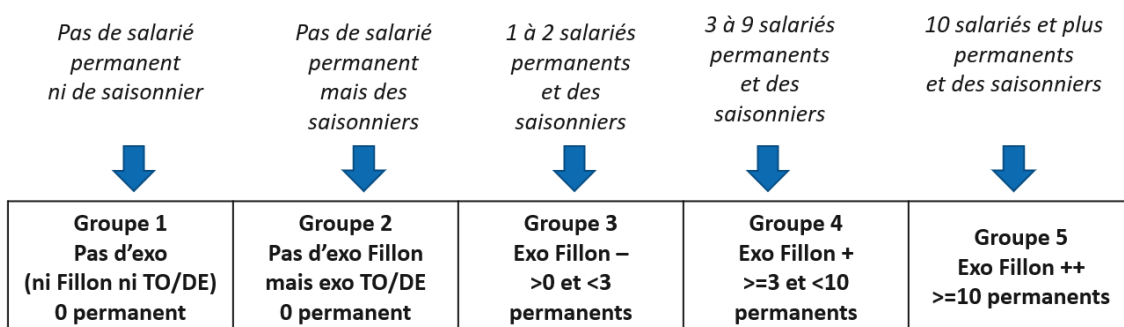 Pas de salarié
permanent
ni de saisonnier
Pas de salarié
permanent
mais des
saisonniers
1 à 2 salariés
permanents
et des
saisonniers
3 à 9 salariés
permanents
et des
saisonniers
10 salariés et plus
permanents
et des saisonniers
Groupe 1
Pas d’exo
(ni Fillon ni TO/DE)
0 permanent
Groupe 2
Pas d’exo Fillon
mais exo TO/DE
0 permanent
Groupe 3
Exo Fillon –
>0 et <3
permanents
Groupe 4
Exo Fillon +
>=3 et <10
permanents
Groupe 5
Exo Fillon ++
>=10 permanents